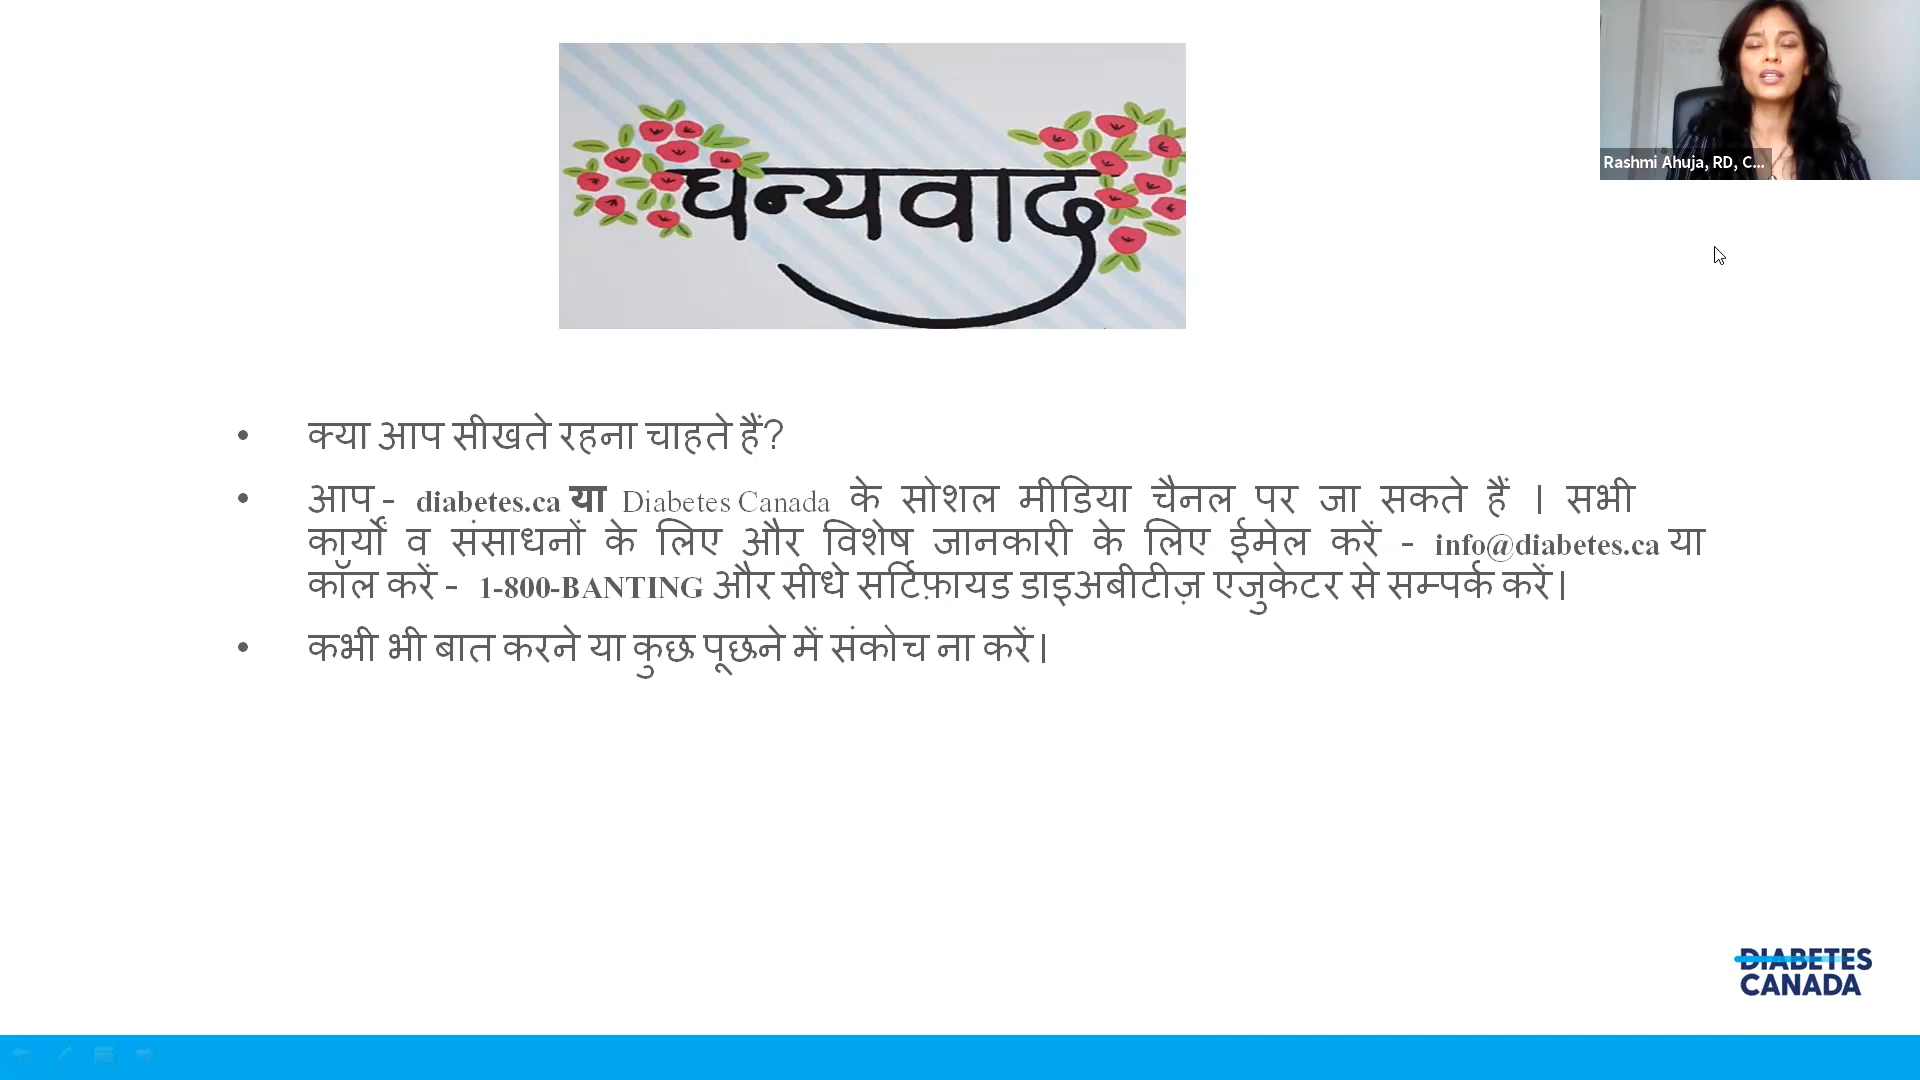 धन्यवाद
Rashmi Ahuja, RD, C...
• क्या आप सीखते रहना चाहते हैं?
• आप - diabetes.ca या Diabetes Canada के सोशल मीडिया चैनल पर जा सकते हैं । सभी
कार्यों व संसाधनों के लिए और विशेष जानकारी के लिए ईमेल करें - info@diabetes.ca या
कॉल करें - 1-800-BANTING और सीधे सर्टिफ़ायड डाइअबीटीज़ एजुकेटर से सम्पर्क करें।
• कभी भी बात करने या कुछ पूछने में संकोच ना करें।
DIABETES
CANADA